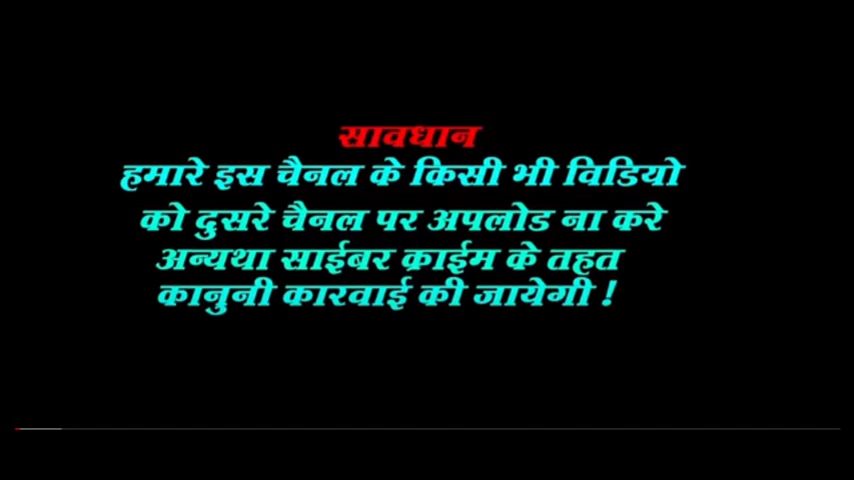 सावधान
हमारे इस चैनल के किसी भी विडियो
को दुसरे चैनल पर अपलोड ना करे
अन्यथा साईबर क्राईम के तहत
कानुनी कारवाई की जायेगी !